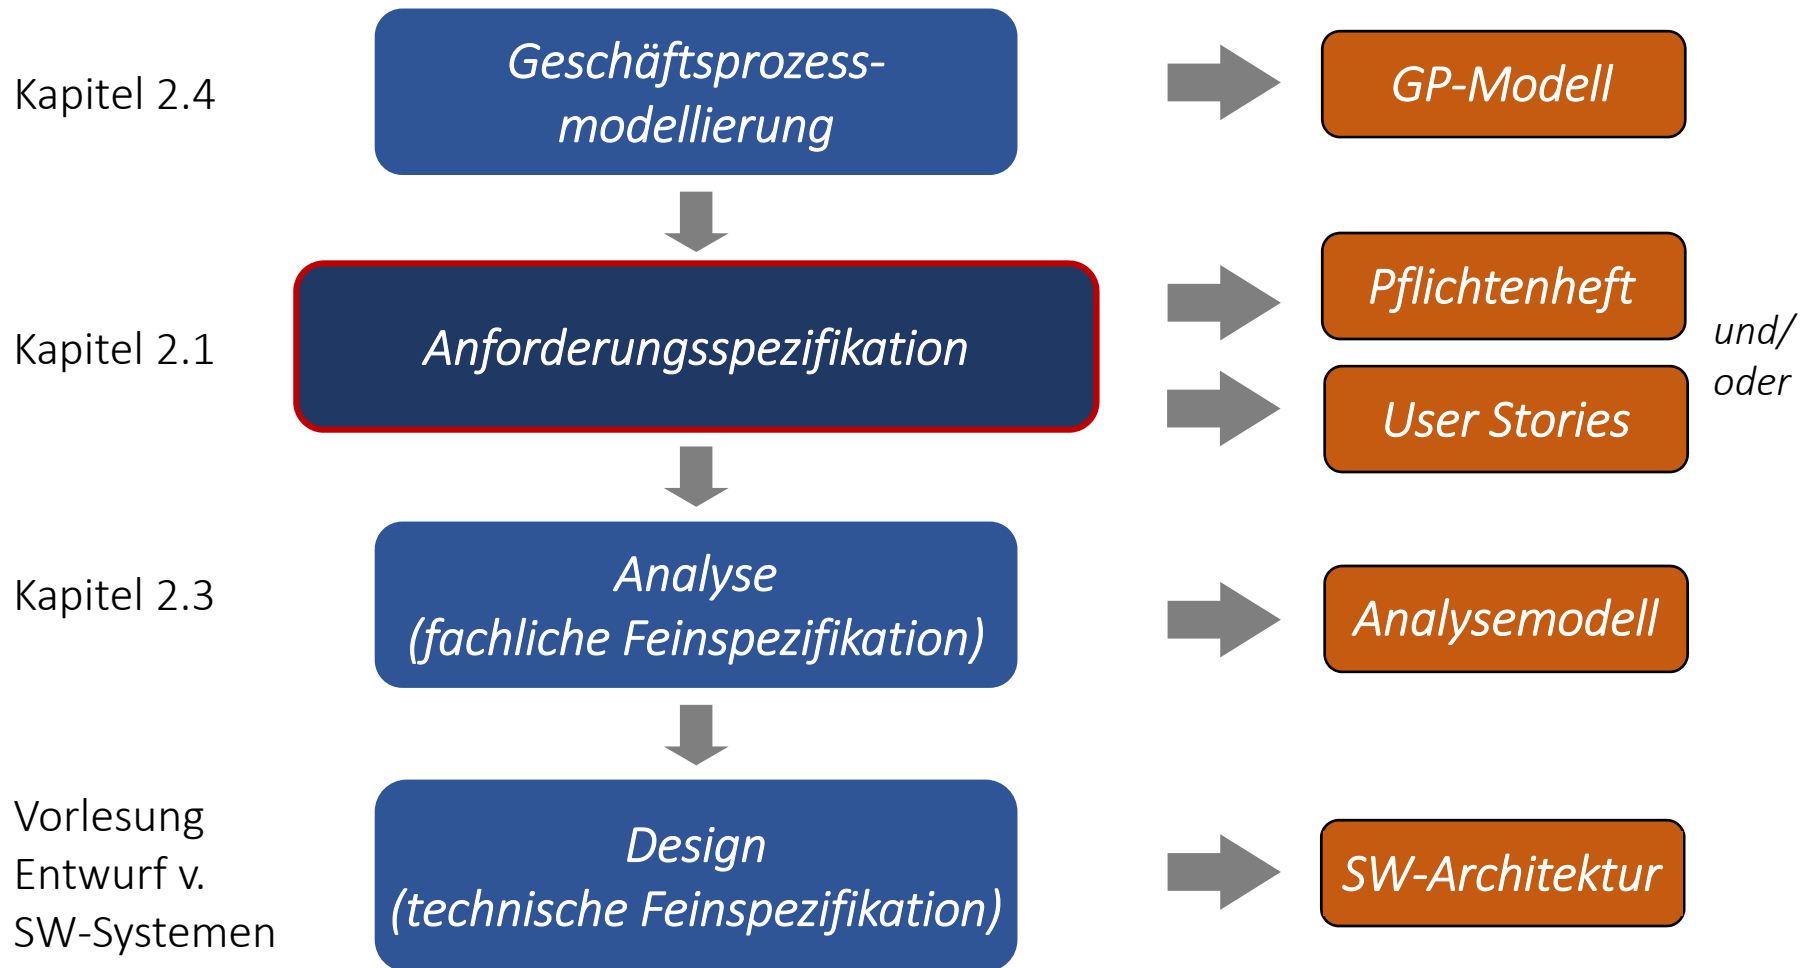 Kapitel 2.4
Geschäftsprozess-
modellierung
GP-Modell
Kapitel 2.1
Anforderungsspezifikation
Pflichtenheft
User Stories
und/
oder
Kapitel 2.3
Analyse
(fachliche Feinspezifikation)
Analysemodell
Vorlesung
Entwurf v.
SW-Systemen
Design
(technische Feinspezifikation)
SW-Architektur